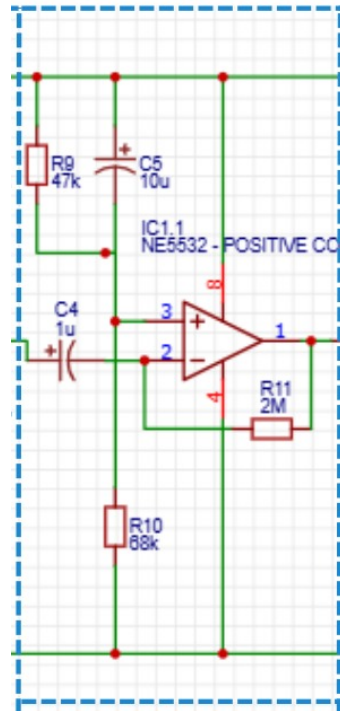 R9
47k
C5
10u
IC1.1
NE5532 - POSITIVE CO
8
C4
1u
3
2
1
4
R11
2M
R10
68k